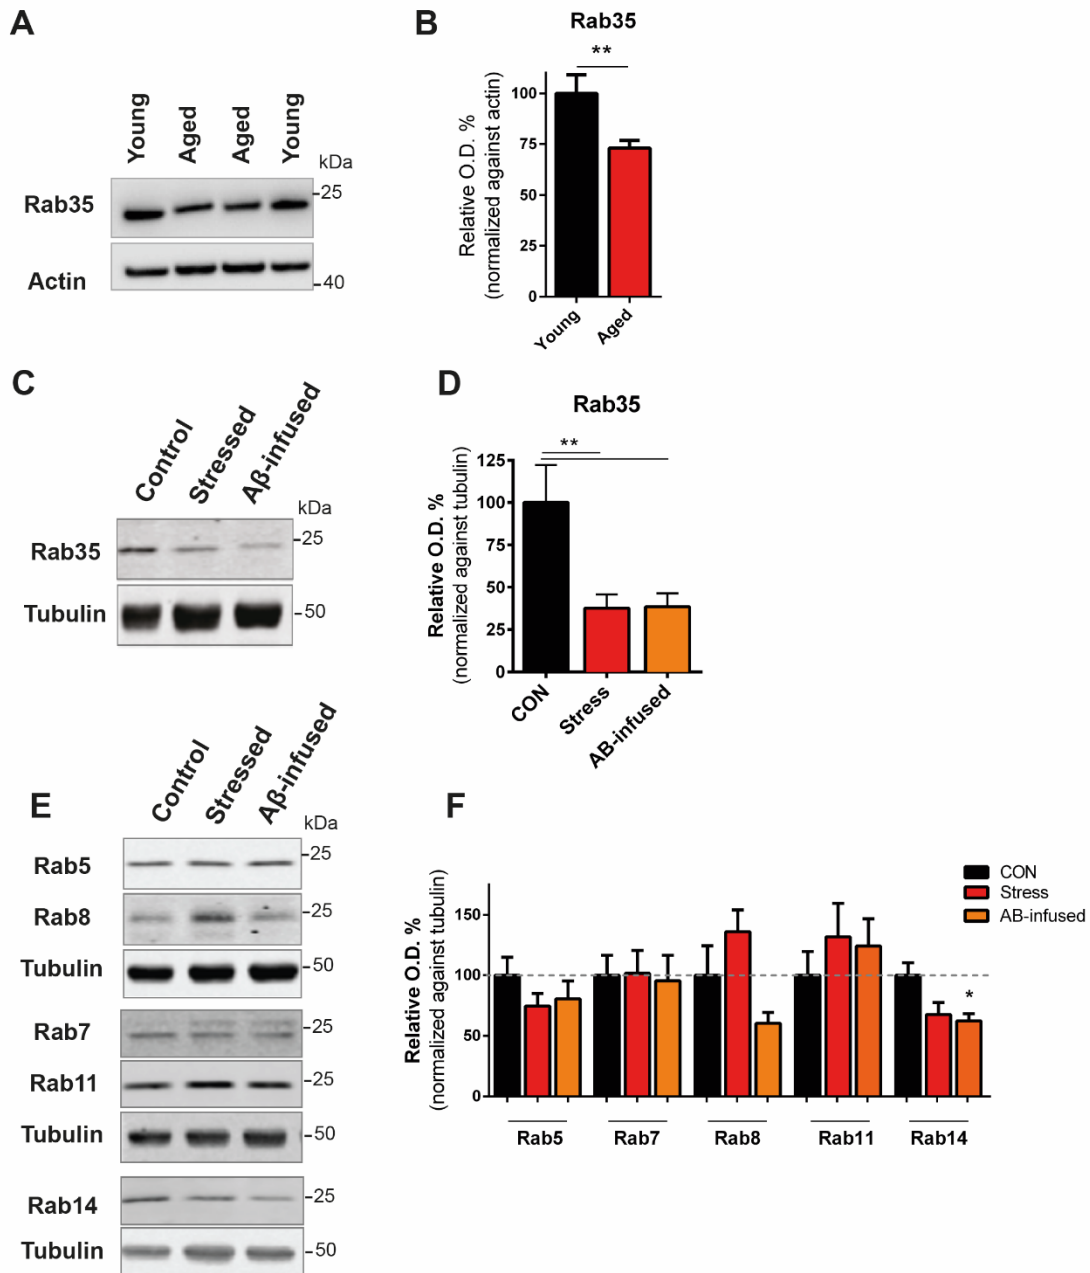 A
Young
Aged
Aged
Young
kDa
Rab35
25
Actin
40
B
Rab35
**
Relative O.D. %
(normalized against actin)
100
75
50
25
0
Young
Aged
C
Control
Stressed
Aβ-infused
kDa
Rab35
25
Tubulin
50
D
Rab35
**
Relative O.D. %
(normalized against tubulin)
125
100
75
50
25
0
CON
Stress
AB-infused
E
Control
Stressed
Aβ-infused
kDa
Rab5
25
Rab8
25
Tubulin
50
Rab7
25
Rab11
25
Tubulin
50
Rab14
25
Tubulin
50
F
CON
Stress
AB-infused
Relative O.D. %
(normalized against tubulin)
150
100
50
0
*
Rab5
Rab7
Rab8
Rab11
Rab14